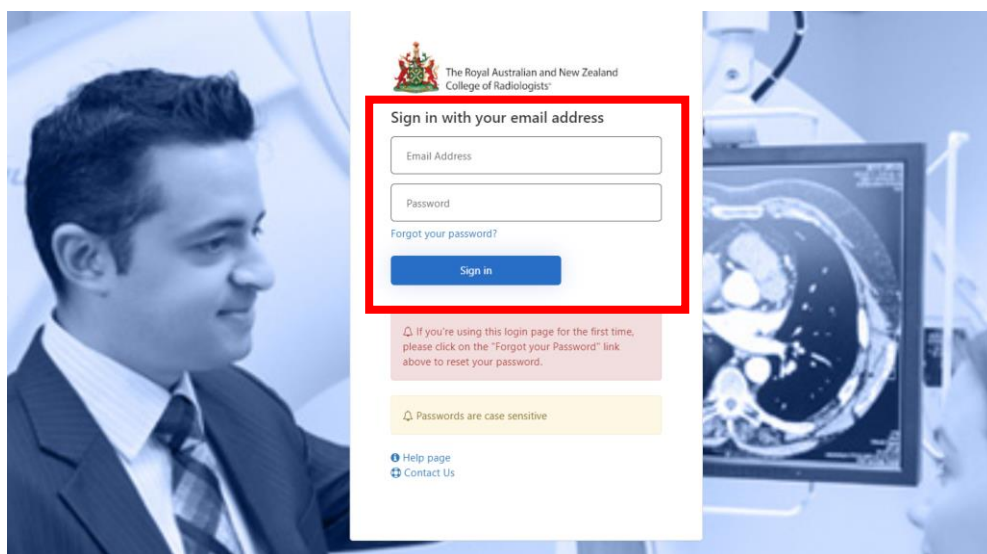 The Royal Australian and New Zealand
College of Radiologists
Sign in with your email address
Email Address
Password
Forgot your password?
Sign in
If you're using this login page for the first time,
please click on the "Forgot your Password" link
above to reset your password.
Passwords are case sensitive
Help page
Contact Us